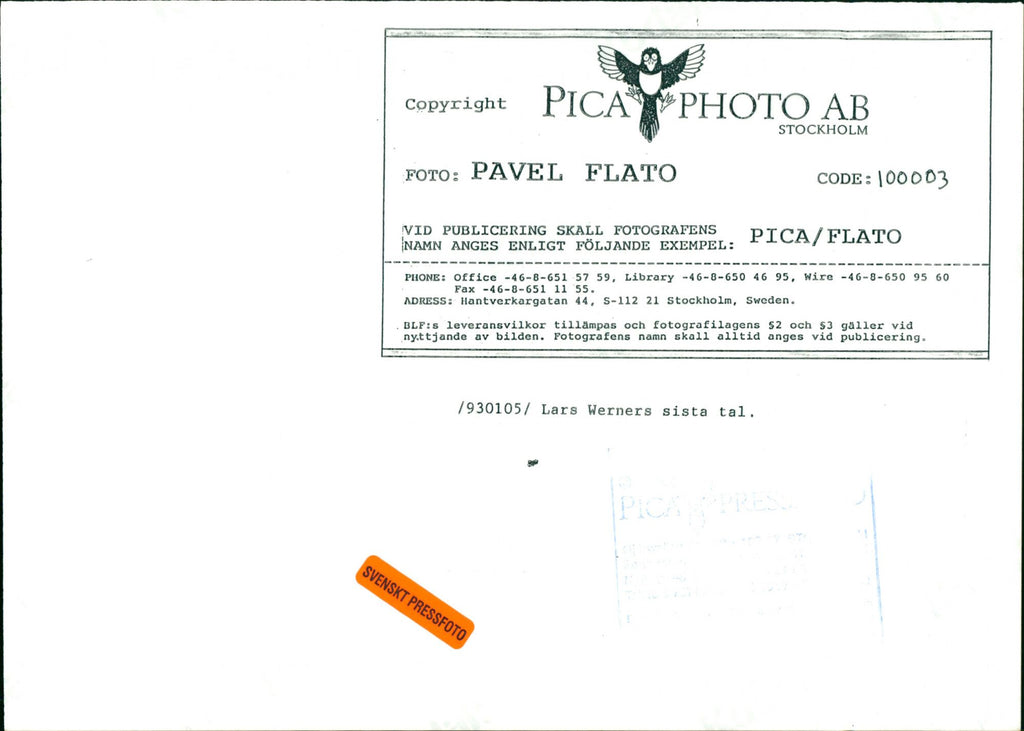 Copyright PICA PHOTO AB
STOCKHOLM
FOTO: PAVEL FLATO CODE: 100003
VID PUBLICERING SKALL FOTOGRAFENS
NAMN ANGES ENLIGT FÖLJANDE EXEMPEL: PICA/FLATO
PHONE: Office -46-8-651 57 59, Library -46-8-650 46 95, Wire -46-8-650 95 60
Fax -46-8-651 11 55.
ADRESS: Hantverkargatan 44, S-112 21 Stockholm, Sweden.
BLF:s leveransvilkor tillämpas och fotografilagens §2 och §3 gäller vid
nyttjande av bilden. Fotografens namn skall alltid anges vid publicering.
/930105/ Lars Werners sista tal.
PICA PRESS
SVENSKT PRESSFOTO